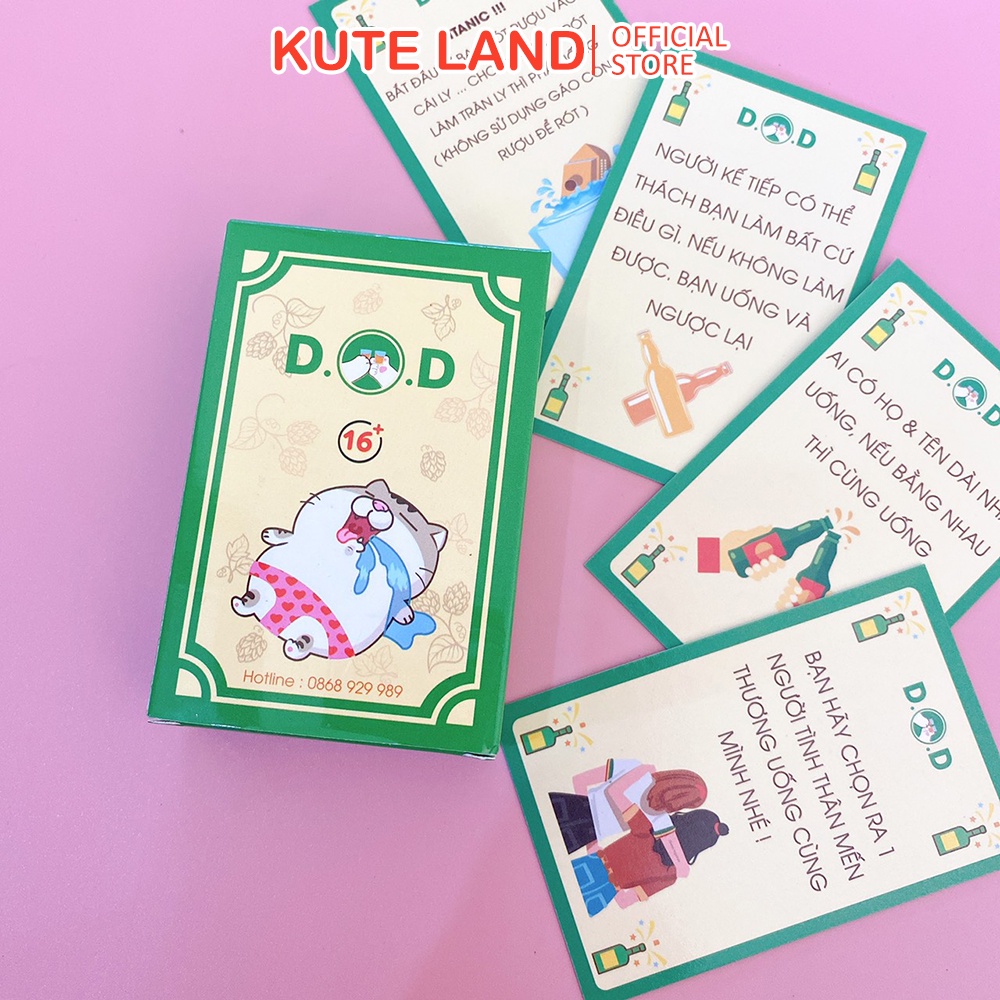 KUTE LAND
OFFICIAL
STORE
TANIC !!!
BẮT ĐẦU
RƯỢU VÀO
CÁI LY ...
LÀM TRÀN LY THÌ
( KHÔNG SỬ DỤNG GÁO
RƯỢU ĐỂ RÓT )
D.O.D
NGƯỜI KẾ TIẾP CÓ THỂ
THÁCH BẠN LÀM BẤT CỨ
ĐIỀU GÌ. NẾU KHÔNG LÀM
ĐƯỢC, BẠN UỐNG VÀ
NGƯỢC LẠI
D.O.D
AI CÓ HỌ & TÊN DÀI
UỐNG, NẾU BẰNG NHAU
THÌ CÙNG UỐNG
D.O.D
BẠN HÃY CHỌN RA 1
NGƯỜI TÌNH THÂN MẾN
THƯƠNG UỐNG CÙNG
MÌNH NHÉ !
D.O.D
16+
Hotline : 0868 929 989